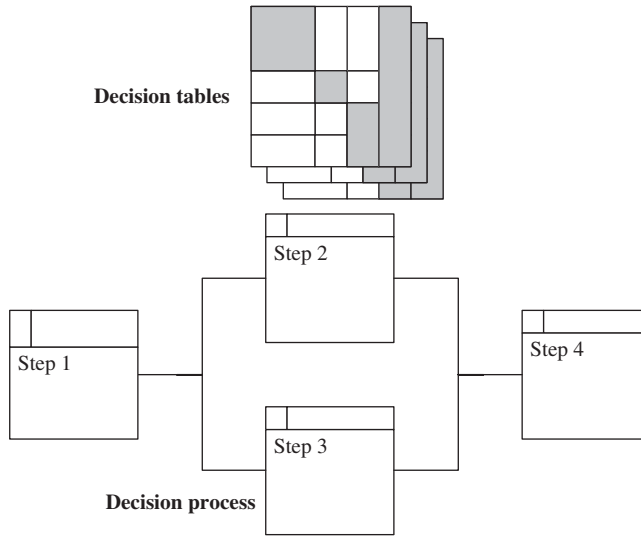 Decision tables
Step 2
Step 1
Step 4
Step 3
Decision process